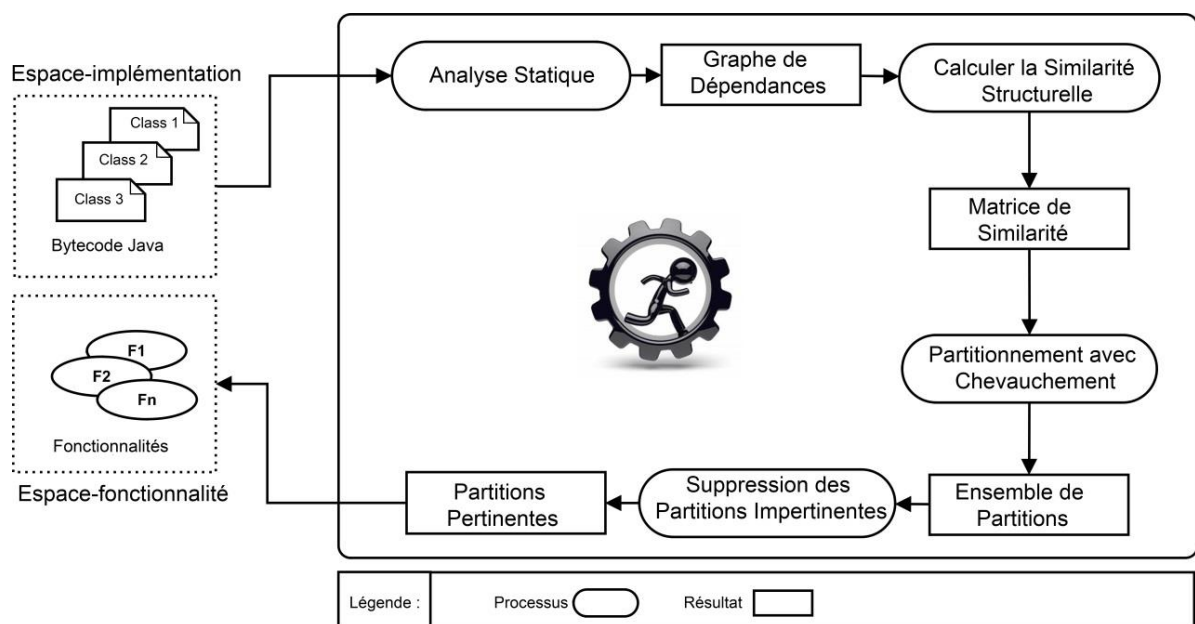 Espace-implémentation
Class 1
Class 2
Class 3
Bytecode Java
F1
F2
Fn
Fonctionnalités
Espace-fonctionnalité
Analyse Statique
Graphe de
Dépendances
Calculer la Similarité
Structurelle
Matrice de
Similarité
Partitionnement avec
Chevauchement
Ensemble de
Partitions
Suppression des
Partitions Impertinentes
Partitions
Pertinentes
Légende :
Processus
Résultat